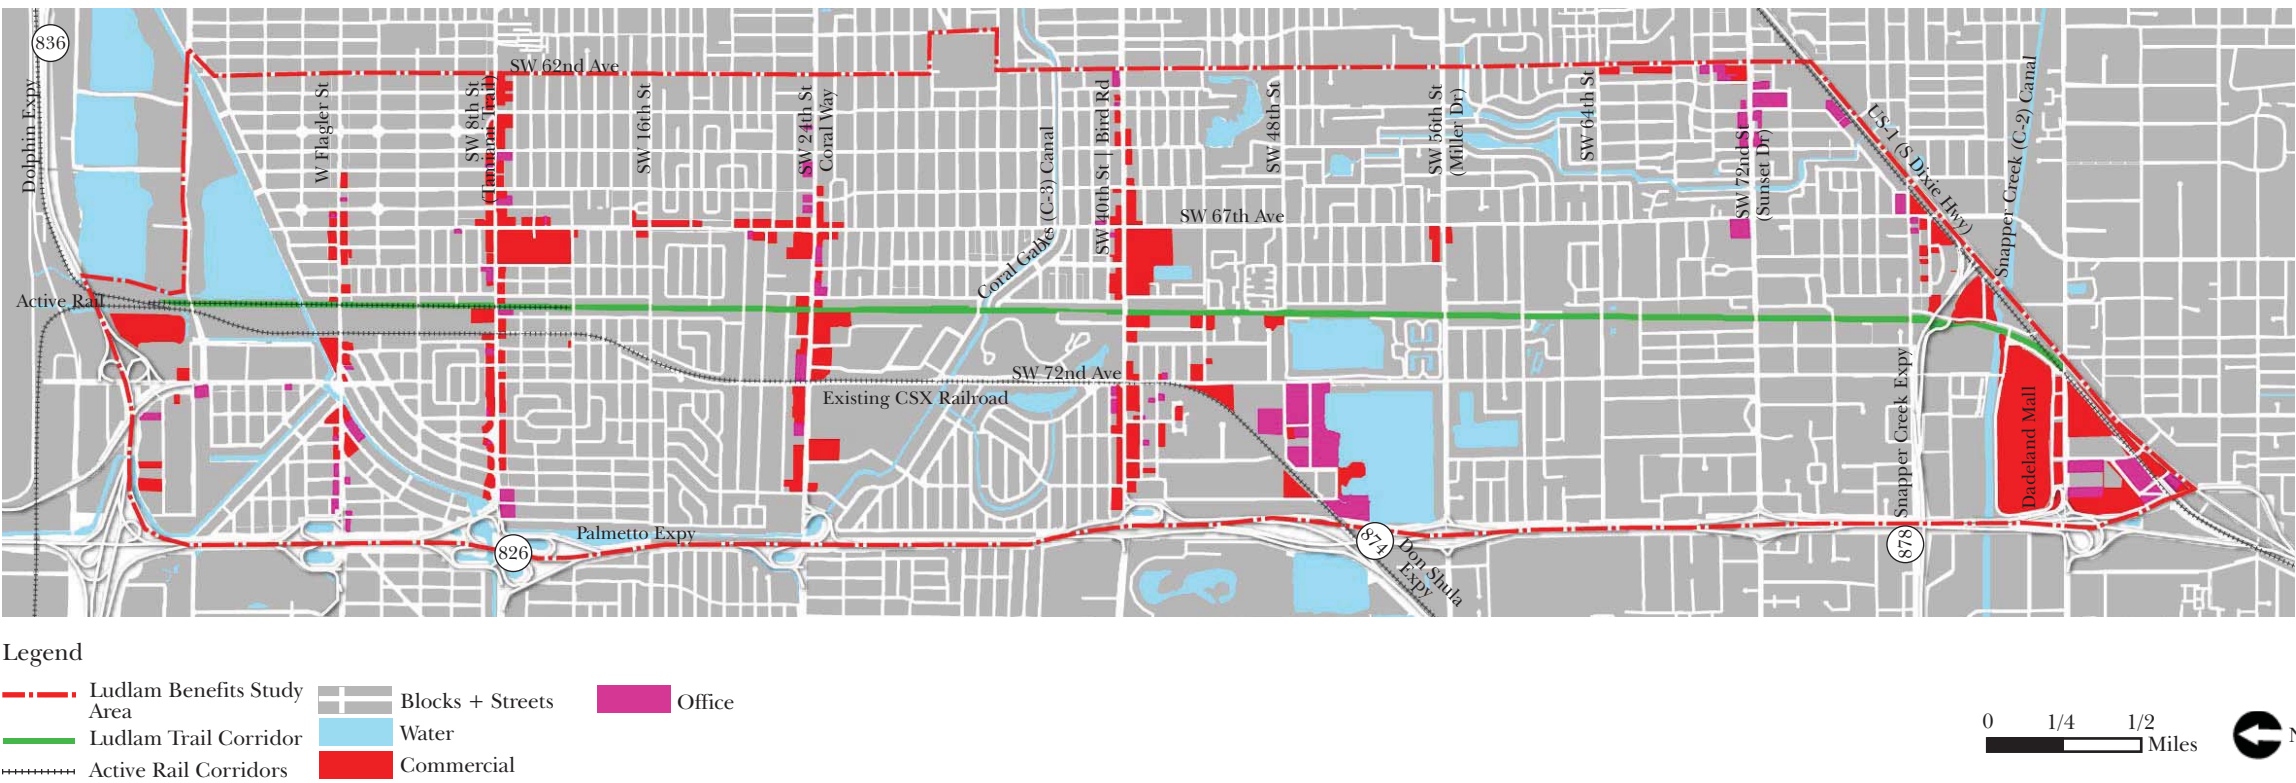 836
Dolphin Expy
Active Rail
W Flagler St
SW 8th St
(Tamiami Trail)
SW 62nd Ave
SW 16th St
SW 24th St
Coral Way
Coral Gables (C-3) Canal
SW 40th St | Bird Rd
SW 67th Ave
SW 48th St
SW 56th St
(Miller Dr)
SW 64th St
SW 72nd St
(Sunset Dr)
US-1 (S Dixie Hwy)
Snapper Creek (C-2) Canal
SW 72nd Ave
Existing CSX Railroad
Palmetto Expy
826
874
Don Shula
Expy
Snapper Creek Expy
878
Dadeland Mall
Legend
Ludlam Benefits Study
Area
Ludlam Trail Corridor
Active Rail Corridors
Blocks + Streets
Water
Commercial
Office
0 1/4 1/2
Miles
N